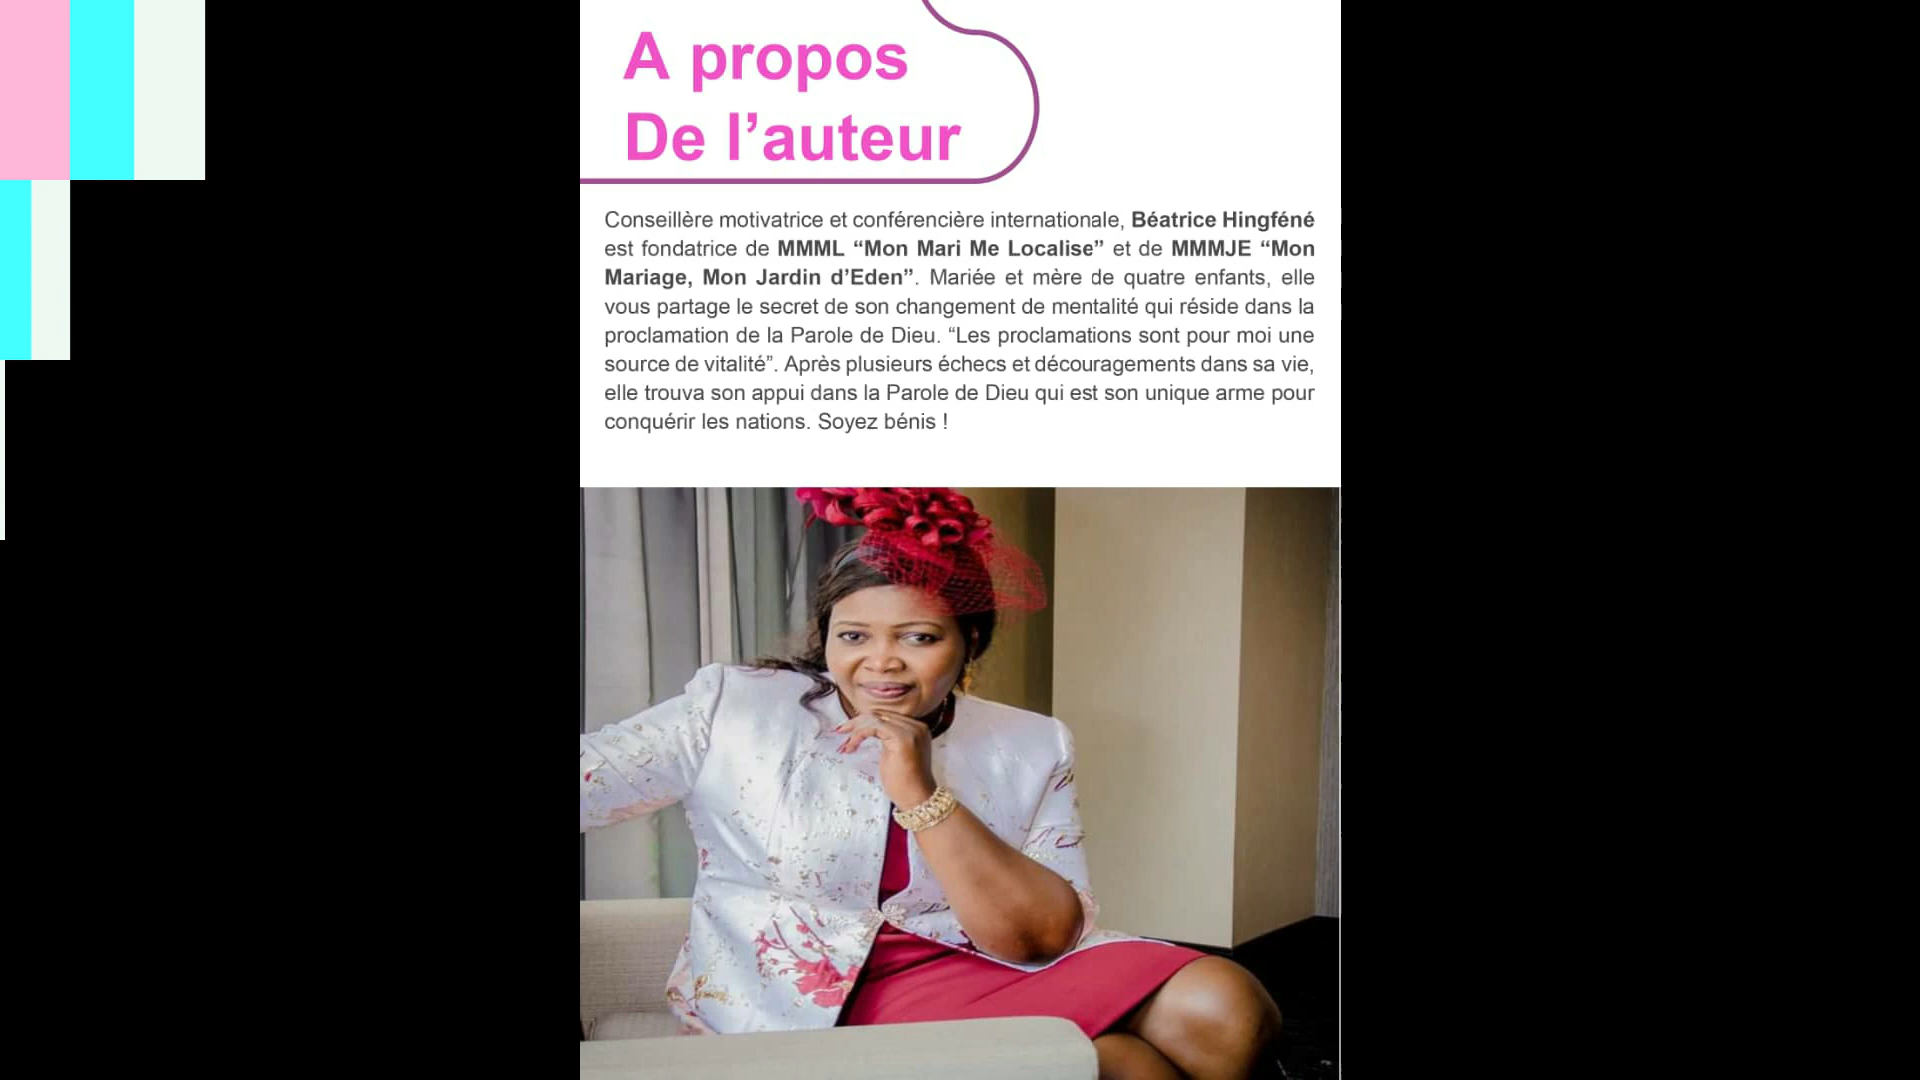 A propos
De l’auteur
Conseillère motivatrice et conférencière internationale, Béatrice Hingféné
est fondatrice de MMML “Mon Mari Me Localise” et de MMMJE “Mon
Mariage, Mon Jardin d’Eden”. Mariée et mère de quatre enfants, elle
vous partage le secret de son changement de mentalité qui réside dans la
proclamation de la Parole de Dieu. “Les proclamations sont pour moi une
source de vitalité”. Après plusieurs échecs et découragements dans sa vie,
elle trouva son appui dans la Parole de Dieu qui est son unique arme pour
conquérir les nations. Soyez bénis !